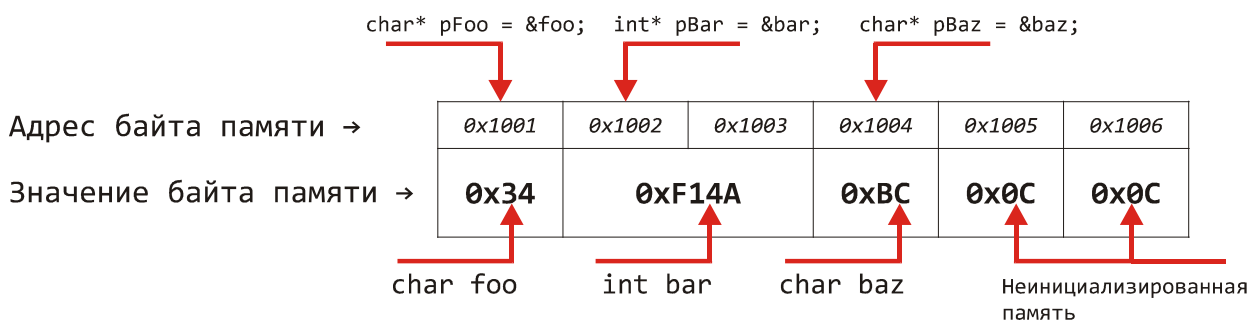 char* pFoo = &foo; int* pBar = &bar; char* pBaz = &baz;
Адрес байта памяти → 0x1001 0x1002 0x1003 0x1004 0x1005 0x1006
Значение байта памяти → 0x34 0xF14A 0xBC 0x0C 0x0C
char foo int bar char baz Неинициализированная
память